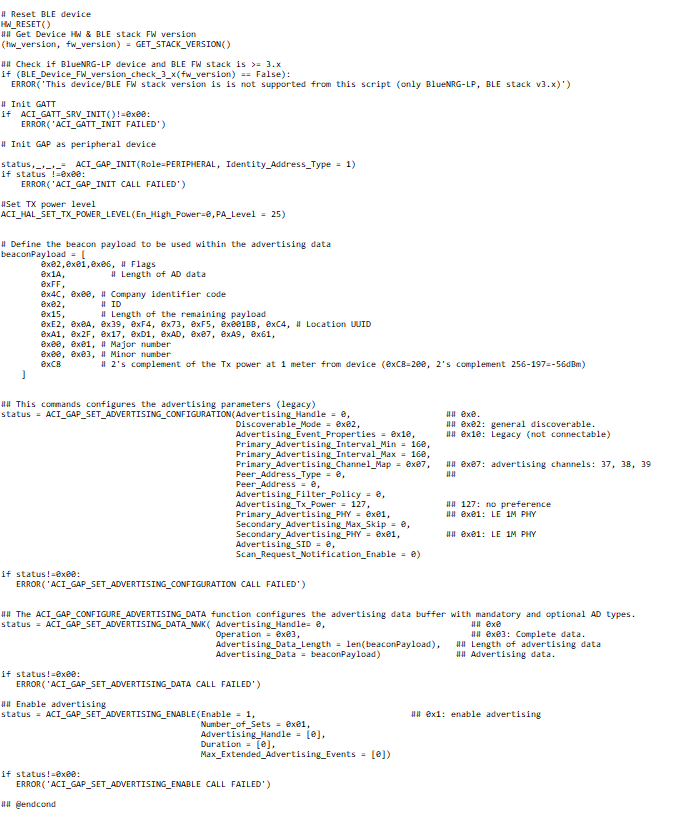 # Reset BLE device
HW_RESET()
## Get Device HW & BLE stack FW version
(hw_version, fw_version) = GET_STACK_VERSION()
## Check if BlueNRG-LP device and BLE FW stack is >= 3.x
if (BLE_Device_FW_version_check_3_x(fw_version) == False):
ERROR('This device/BLE FW stack version is is not supported from this script (only BlueNRG-LP, BLE stack v3.x)')
# Init GATT
if ACI_GATT_SRV_INIT()!=0x00:
ERROR('ACI_GATT_INIT FAILED')
# Init GAP as peripheral device
status,_,_,_= ACI_GAP_INIT(Role=PERIPHERAL, Identity_Address_Type = 1)
if status !=0x00:
ERROR('ACI_GAP_INIT CALL FAILED')
#Set TX power level
ACI_HAL_SET_TX_POWER_LEVEL(En_High_Power=0,PA_Level = 25)
# Define the beacon payload to be used within the advertising data
beaconPayload = [
0x02,0x01,0x06, # Flags
0x1A, # Length of AD data
0xFF,
0x4C, 0x00, # Company identifier code
0x02, # ID
0x15, # Length of the remaining payload
0xE2, 0x0A, 0x39, 0xF4, 0x73, 0xF5, 0x001BB, 0xC4, # Location UUID
0xA1, 0x2F, 0x17, 0xD1, 0xAD, 0x07, 0xA9, 0x61,
0x00, 0x01, # Major number
0x00, 0x03, # Minor number
0xC8 # 2's complement of the Tx power at 1 meter from device (0xC8=200, 2's complement 256-197=-56dBm)
]
## This commands configures the advertising parameters (legacy)
status = ACI_GAP_SET_ADVERTISING_CONFIGURATION(Advertising_Handle = 0, ## 0x0.
Discoverable_Mode = 0x02, ## 0x02: general discoverable.
Advertising_Event_Properties = 0x10, ## 0x10: Legacy (not connectable)
Primary_Advertising_Interval_Min = 160,
Primary_Advertising_Interval_Max = 160,
Primary_Advertising_Channel_Map = 0x07, ## 0x07: advertising channels: 37, 38, 39
Peer_Address_Type = 0, ##
Peer_Address = 0,
Advertising_Filter_Policy = 0,
Advertising_Tx_Power = 127, ## 127: no preference
Primary_Advertising_PHY = 0x01, ## 0x01: LE 1M PHY
Secondary_Advertising_Max_Skip = 0,
Secondary_Advertising_PHY = 0x01, ## 0x01: LE 1M PHY
Advertising_SID = 0,
Scan_Request_Notification_Enable = 0)
if status!=0x00:
ERROR('ACI_GAP_SET_ADVERTISING_CONFIGURATION CALL FAILED')
## The ACI_GAP_CONFIGURE_ADVERTISING_DATA function configures the advertising data buffer with mandatory and optional AD types.
status = ACI_GAP_SET_ADVERTISING_DATA_NWK( Advertising_Handle= 0, ## 0x0
Operation = 0x03, ## 0x03: Complete data.
Advertising_Data_Length = len(beaconPayload), ## Length of advertising data
Advertising_Data = beaconPayload) ## Advertising data.
if status!=0x00:
ERROR('ACI_GAP_SET_ADVERTISING_DATA CALL FAILED')
## Enable advertising
status = ACI_GAP_SET_ADVERTISING_ENABLE(Enable = 1, ## 0x1: enable advertising
Number_of_Sets = 0x01,
Advertising_Handle = [0],
Duration = [0],
Max_Extended_Advertising_Events = [0])
if status!=0x00:
ERROR('ACI_GAP_SET_ADVERTISING_ENABLE CALL FAILED')
## @endcond